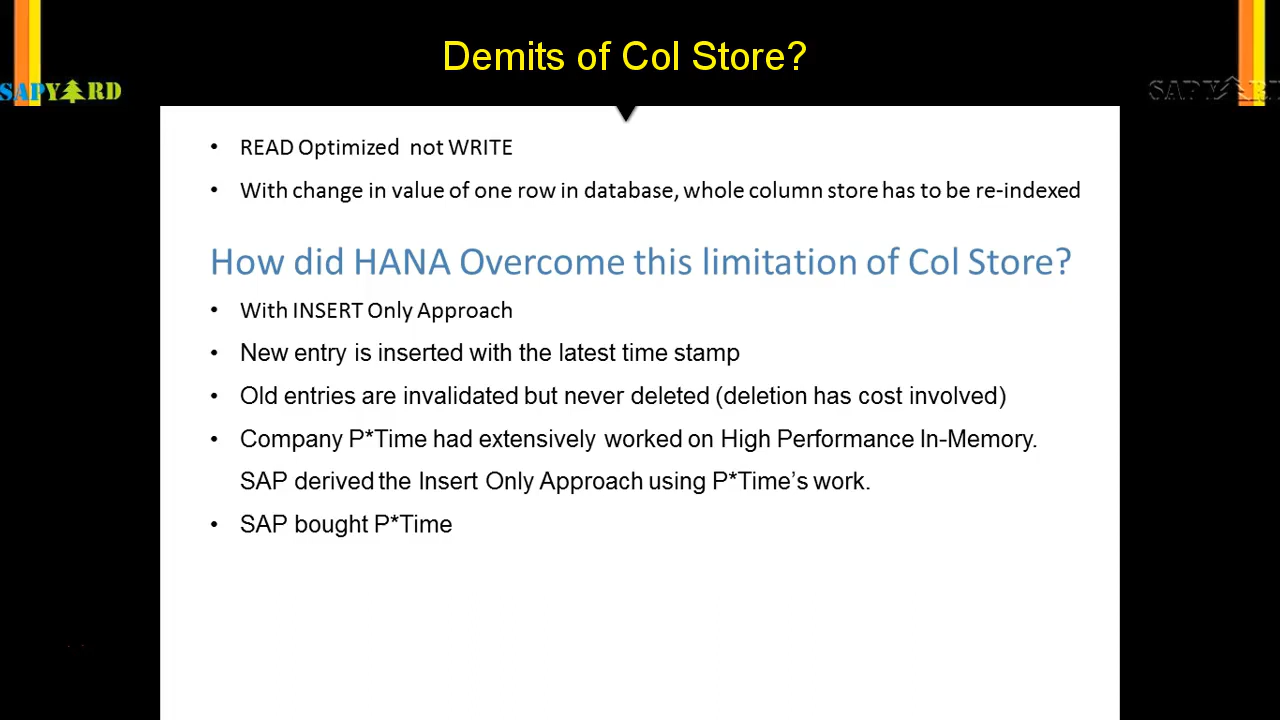 Demits of Col Store?
SAPYARD
SAPYARD
• READ Optimized not WRITE
• With change in value of one row in database, whole column store has to be re-indexed
How did HANA Overcome this limitation of Col Store?
• With INSERT Only Approach
• New entry is inserted with the latest time stamp
• Old entries are invalidated but never deleted (deletion has cost involved)
• Company P*Time had extensively worked on High Performance In-Memory.
SAP derived the Insert Only Approach using P*Time's work.
• SAP bought P*Time